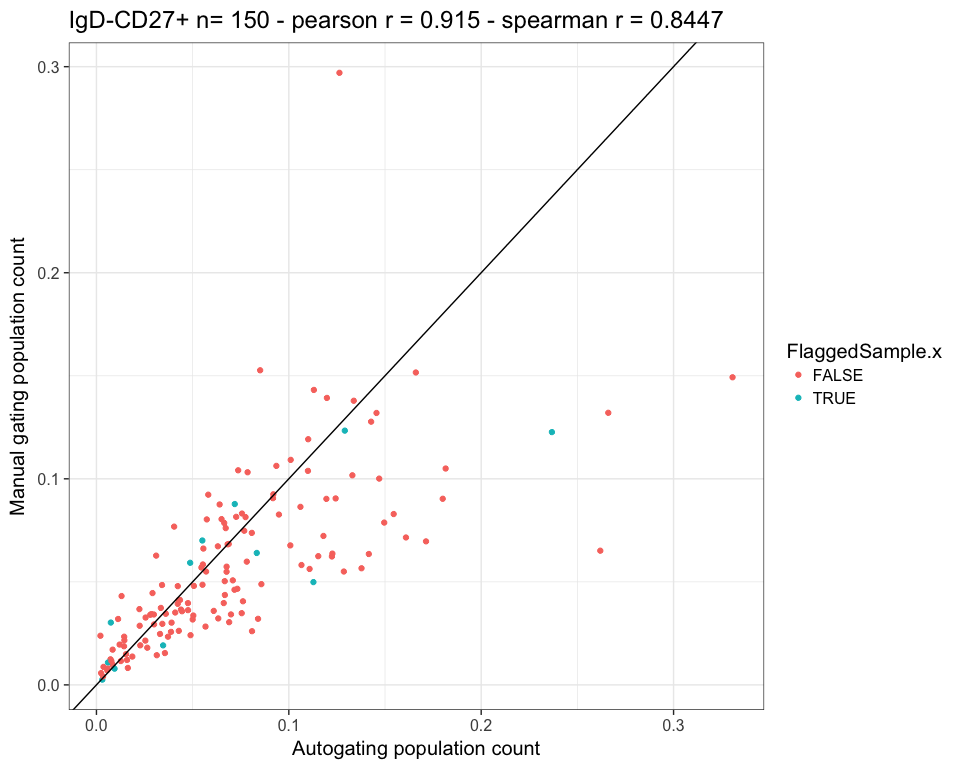 IgD-CD27+ n= 150 - pearson r = 0.915 - spearman r = 0.8447
Manual gating population count
0.3
0.2
0.1
0.0
0.0 0.1 0.2 0.3
Autogating population count
FlaggedSample.x
FALSE
TRUE